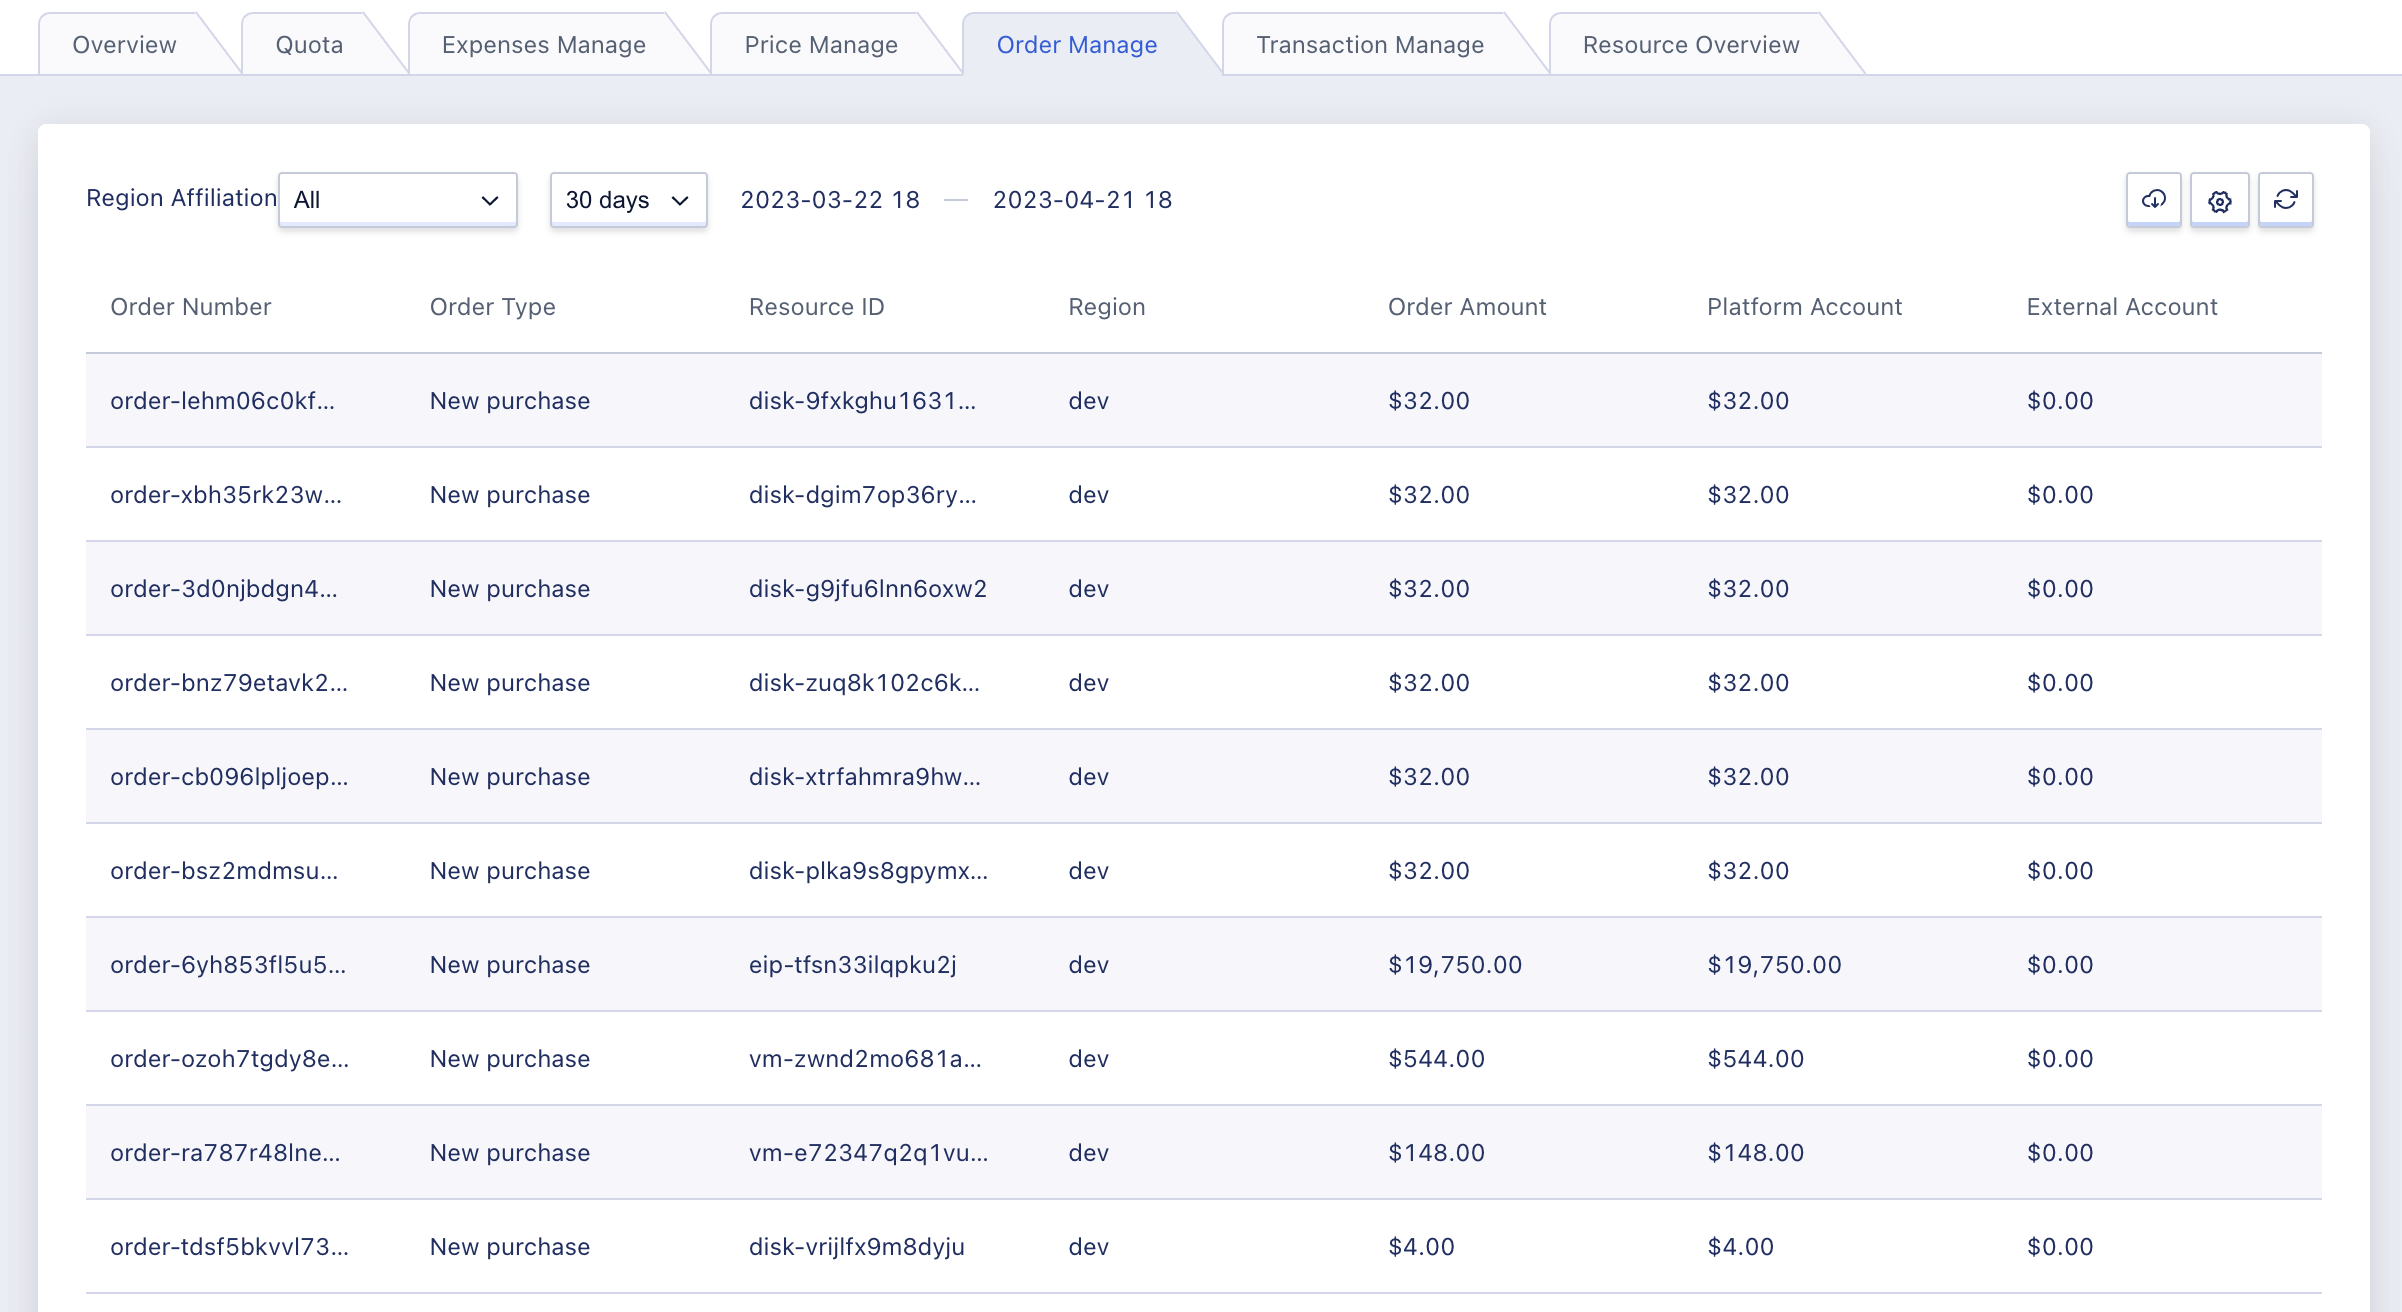 Overview Quota Expenses Manage Price Manage Order Manage Transaction Manage Resource Overview
Region Affiliation All 30 days 2023-03-22 18 — 2023-04-21 18
Order Number Order Type Resource ID Region Order Amount Platform Account External Account
order-lehm06c0kf... New purchase disk-9fxkghu1631... dev $32.00 $32.00 $0.00
order-xbh35rk23w... New purchase disk-dgim7op36ry... dev $32.00 $32.00 $0.00
order-3d0njbdgn4... New purchase disk-g9jfu6lnn6oxw2 dev $32.00 $32.00 $0.00
order-bnz79etavk2... New purchase disk-zuq8k102c6k... dev $32.00 $32.00 $0.00
order-cb096lpljoep... New purchase disk-xtrfahmra9hw... dev $32.00 $32.00 $0.00
order-bsz2mdmsu... New purchase disk-plka9s8gpymx... dev $32.00 $32.00 $0.00
order-6yh853fl5u5... New purchase eip-tfsn33ilqpku2j dev $19,750.00 $19,750.00 $0.00
order-ozoh7tgdy8e... New purchase vm-zwnd2mo681a... dev $544.00 $544.00 $0.00
order-ra787r48lne... New purchase vm-e72347q2q1vu... dev $148.00 $148.00 $0.00
order-tdsf5bkvvl73... New purchase disk-vrijlfx9m8dyju dev $4.00 $4.00 $0.00